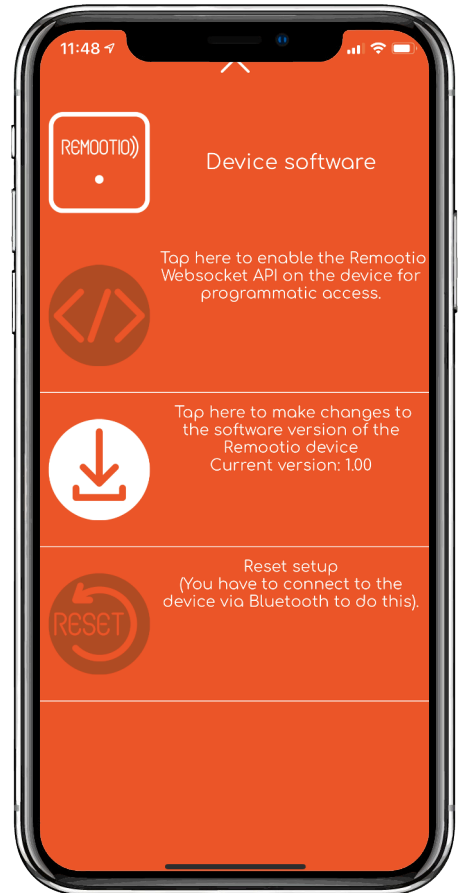 11:48
REMOOTIO
Device software
Tap here to enable the Remootio
Websocket API on the device for
programmatic access.
Tap here to make changes to
the software version of the
Remootio device
Current version: 1.00
Reset setup
(You have to connect to the
device via Bluetooth to do this).
RESET